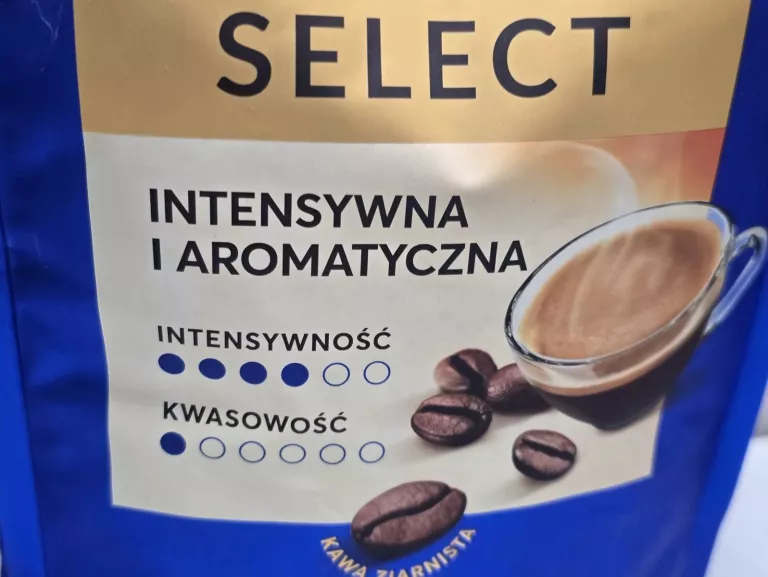 SELECT
INTENSYWNA
I AROMATYCZNA
INTENSYWNOŚĆ
KWASOWOŚĆ
KAWA ZIARNISTA